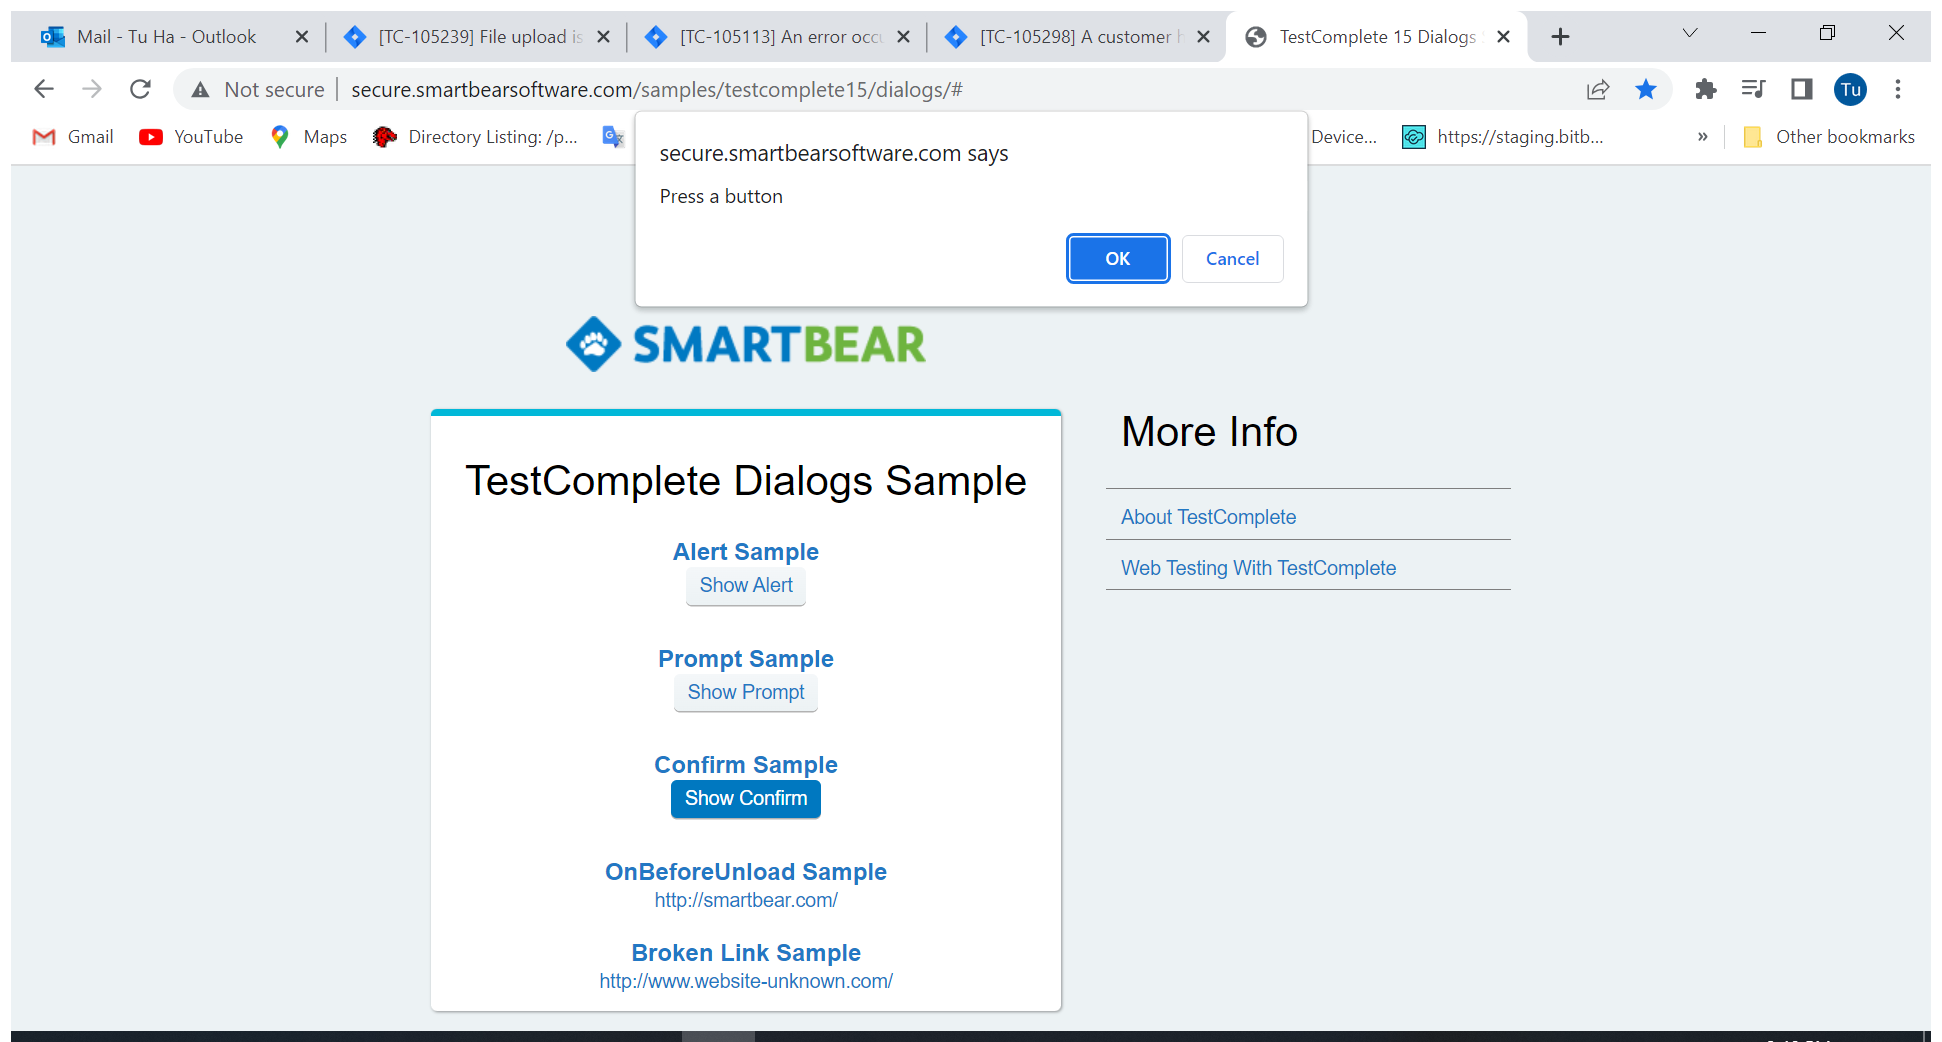 Mail - Tu Ha - Outlook
[TC-105239] File upload is
[TC-105113] An error occu
[TC-105298] A customer h
TestComplete 15 Dialogs
Not secure
secure.smartbearsoftware.com/samples/testcomplete15/dialogs/#
Tu
Gmail
YouTube
Maps
Directory Listing: /p...
Device...
https://staging.bitb...
»
Other bookmarks
secure.smartbearsoftware.com says
Press a button
OK
Cancel
SMARTBEAR
TestComplete Dialogs Sample
Alert Sample
Show Alert
Prompt Sample
Show Prompt
Confirm Sample
Show Confirm
OnBeforeUnload Sample
http://smartbear.com/
Broken Link Sample
http://www.website-unknown.com/
More Info
About TestComplete
Web Testing With TestComplete